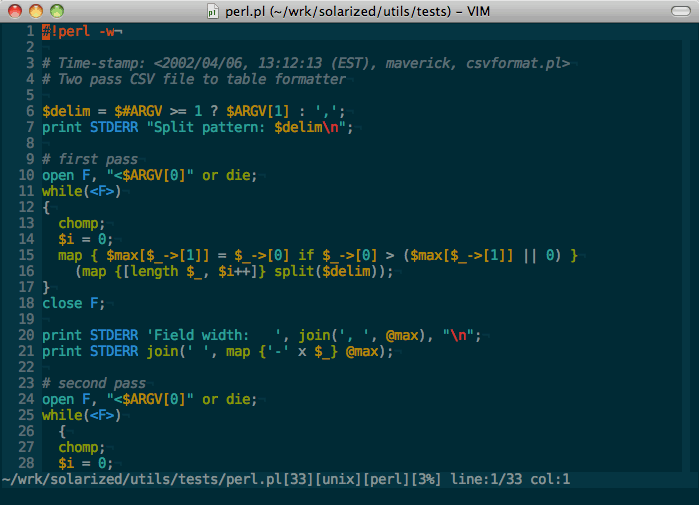 perl.pl (~/wrk/solarized/utils/tests) – VIM
1 #!perl -w¬
2 ¬
3 # Time-stamp: <2002/04/06, 13:12:13 (EST), maverick, csvformat.pl>¬
4 # Two pass CSV file to table formatter¬
5 ¬
6 $delim = $#ARGV >= 1 ? $ARGV[1] : ',';¬
7 print STDERR "Split pattern: $delim\n";¬
8 ¬
9 # first pass¬
10 open F, "<$ARGV[0]" or die;¬
11 while(<F>)¬
12 {¬
13   chomp;¬
14   $i = 0;¬
15   map { $max[$_->[1]] = $_->[0] if $_->[0] > ($max[$_->[1]] || 0) }¬
16     (map {[length $_, $i++]} split($delim));¬
17 }¬
18 close F;¬
19 ¬
20 print STDERR 'Field width:   ', join(', ', @max), "\n";¬
21 print STDERR join(' ', map {'-' x $_} @max);¬
22 ¬
23 # second pass¬
24 open F, "<$ARGV[0]" or die;¬
25 while(<F>)¬
26   {¬
27   chomp;¬
28   $i = 0;¬
~/wrk/solarized/utils/tests/perl.pl[33][unix][perl][3%] line:1/33 col:1